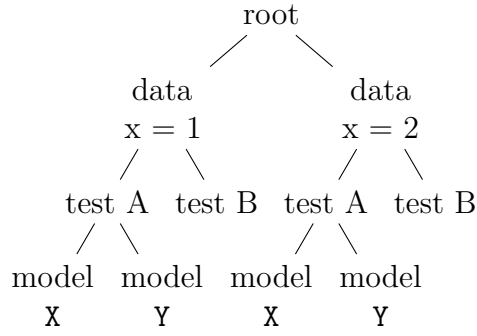 root
data data
x = 1 x = 2
test A test B test A test B
model model model model
X Y X Y